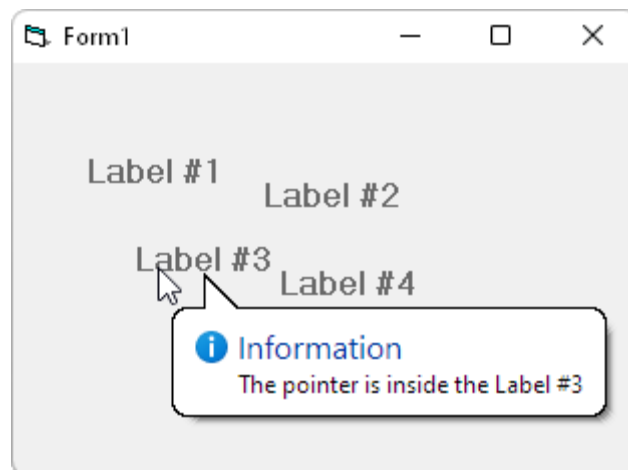 Form1
Label #1
Label #2
Label #3
Label #4
Information
The pointer is inside the Label #3